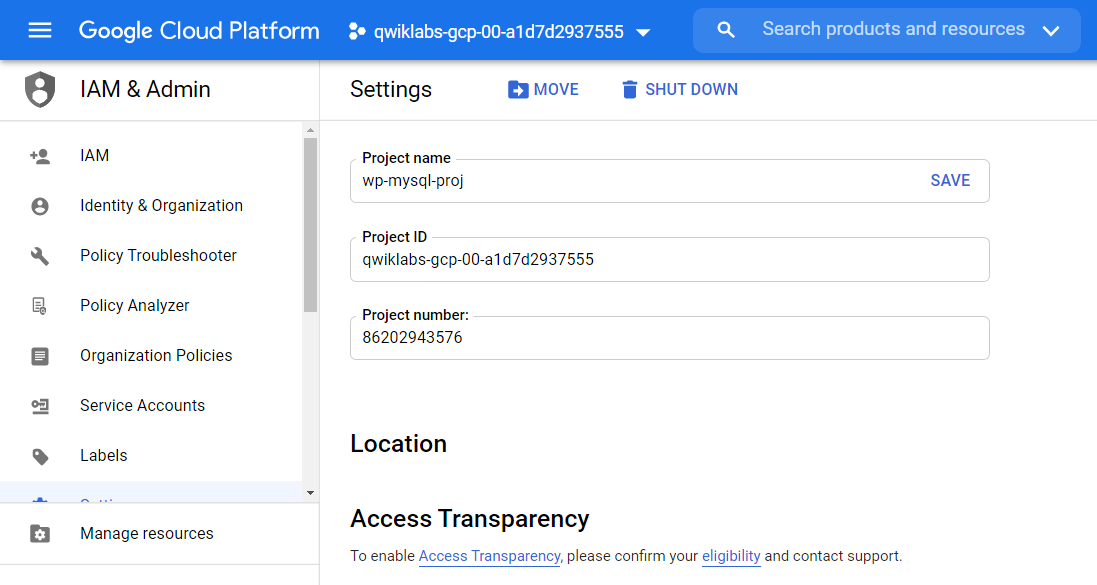 Google Cloud Platform
qwiklabs-gcp-00-a1d7d2937555
Search products and resources
IAM & Admin
Settings
MOVE
SHUT DOWN
IAM
Identity & Organization
Policy Troubleshooter
Policy Analyzer
Organization Policies
Service Accounts
Labels
Manage resources
Project name
wp-mysql-proj
SAVE
Project ID
qwiklabs-gcp-00-a1d7d2937555
Project number:
86202943576
Location
Access Transparency
To enable Access Transparency, please confirm your eligibility and contact support.